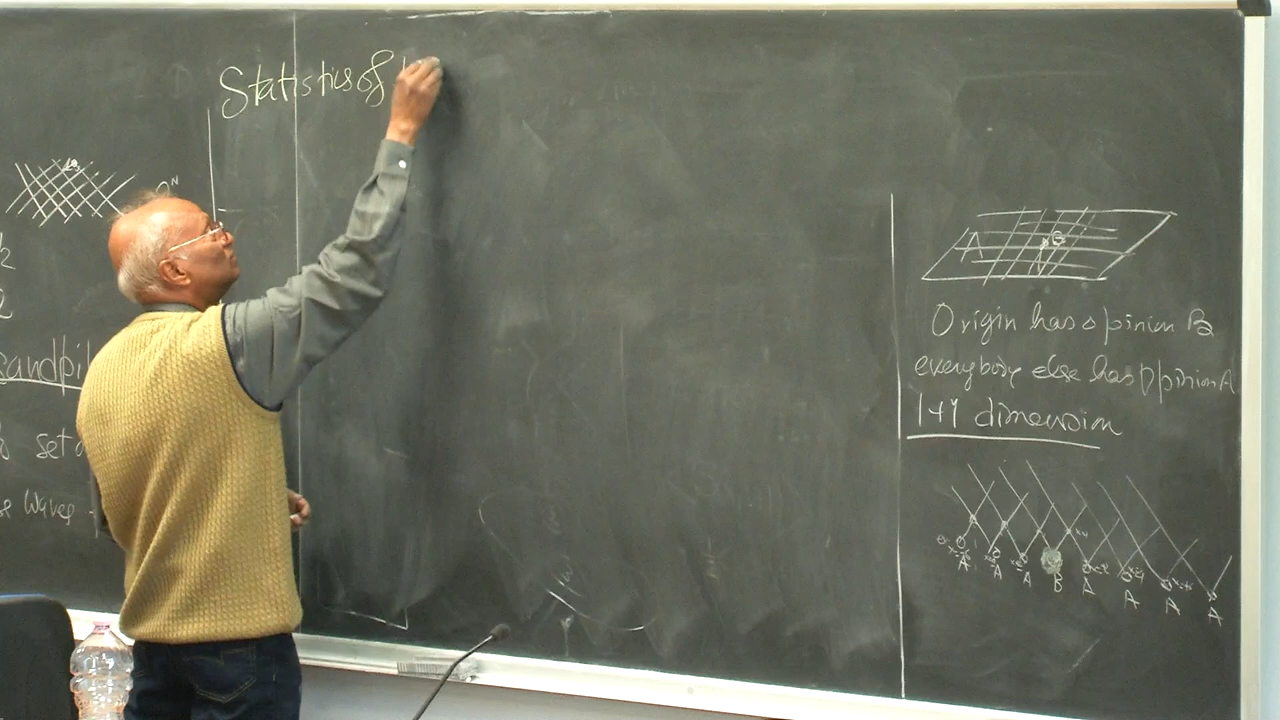 Statistics of
sandpil
set
Waves
A
B
N
Origin has opinion B
everybody else has Opinion A
1+1 dimension
A A A B A A A A